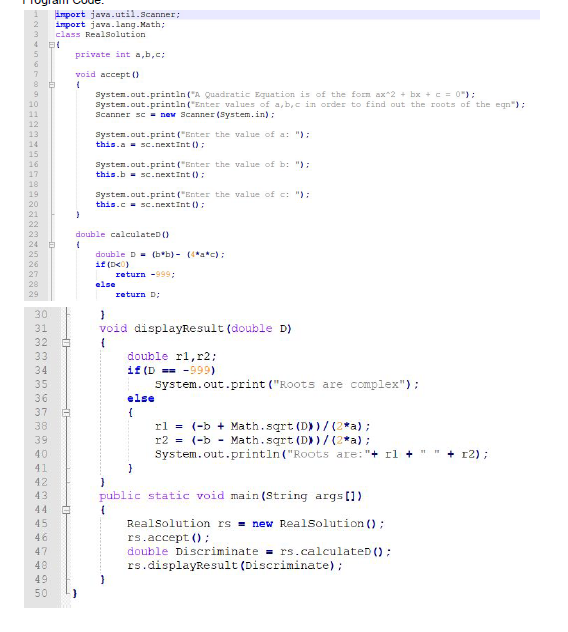 Program Code:
1 import java.util.Scanner;
2 import java.lang.Math;
3 class RealSolution
4 {
5 private int a,b,c;
6
7 void accept()
8 {
9 System.out.println("A Quadratic Equation is of the form ax^2 + bx + c = 0");
10 System.out.println("Enter values of a,b,c in order to find out the roots of the eqn");
11 Scanner sc = new Scanner(System.in);
12
13 System.out.print("Enter the value of a: ");
14 this.a = sc.nextInt();
15
16 System.out.print("Enter the value of b: ");
17 this.b = sc.nextInt();
18
19 System.out.print("Enter the value of c: ");
20 this.c = sc.nextInt();
21 }
22
23 double calculateD()
24 {
25 double D = (b*b)- (4*a*c);
26 if(D<0)
27 return -999;
28 else
29 return D;
30 }
31 void displayResult(double D)
32 {
33 double r1,r2;
34 if(D == -999)
35 System.out.print("Roots are complex");
36 else
37 {
38 r1 = (-b + Math.sqrt(D))/(2*a);
39 r2 = (-b - Math.sqrt(D))/(2*a);
40 System.out.println("Roots are:"+ r1 + " " + r2);
41 }
42 }
43 public static void main(String args[])
44 {
45 RealSolution rs = new RealSolution();
46 rs.accept();
47 double Discriminate = rs.calculateD();
48 rs.displayResult(Discriminate);
49 }
50 }